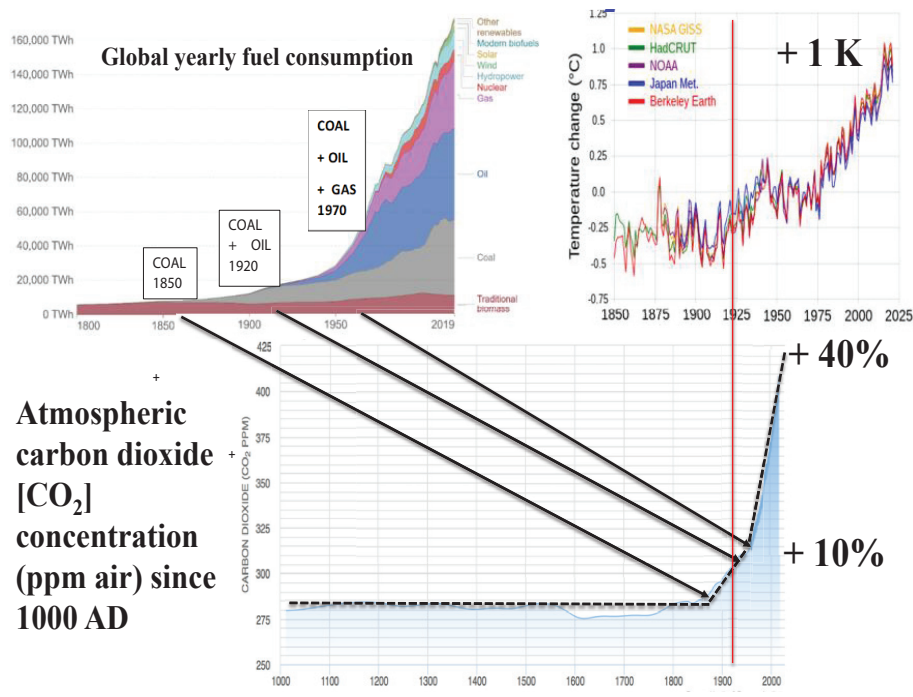 Global yearly fuel consumption
160,000 TWh
140,000 TWh
120,000 TWh
100,000 TWh
80,000 TWh
60,000 TWh
40,000 TWh
20,000 TWh
0 TWh
1800
1850
1900
1950
2019
COAL
1850
COAL
+ OIL
1920
COAL
+ OIL
+ GAS
1970
Other
renewables
Modern biofuels
Solar
Wind
Hydropower
Nuclear
Gas
Oil
Coal
Traditional
biomass
Temperature change (°C)
1.25
1.0
0.75
0.5
0.25
0.0
-0.25
-0.5
-0.75
1850
1875
1900
1925
1950
1975
2000
2025
NASA GISS
HadCRUT
NOAA
Japan Met.
Berkeley Earth
+ 1 K
+
+
Atmospheric
carbon dioxide
[CO₂]
concentration
(ppm air) since
1000 AD
CARBON DIOXIDE (CO₂ PPM)
425
400
375
350
325
300
275
250
1000
1100
1200
1300
1400
1500
1600
1700
1800
1900
2000
+ 40%
+ 10%